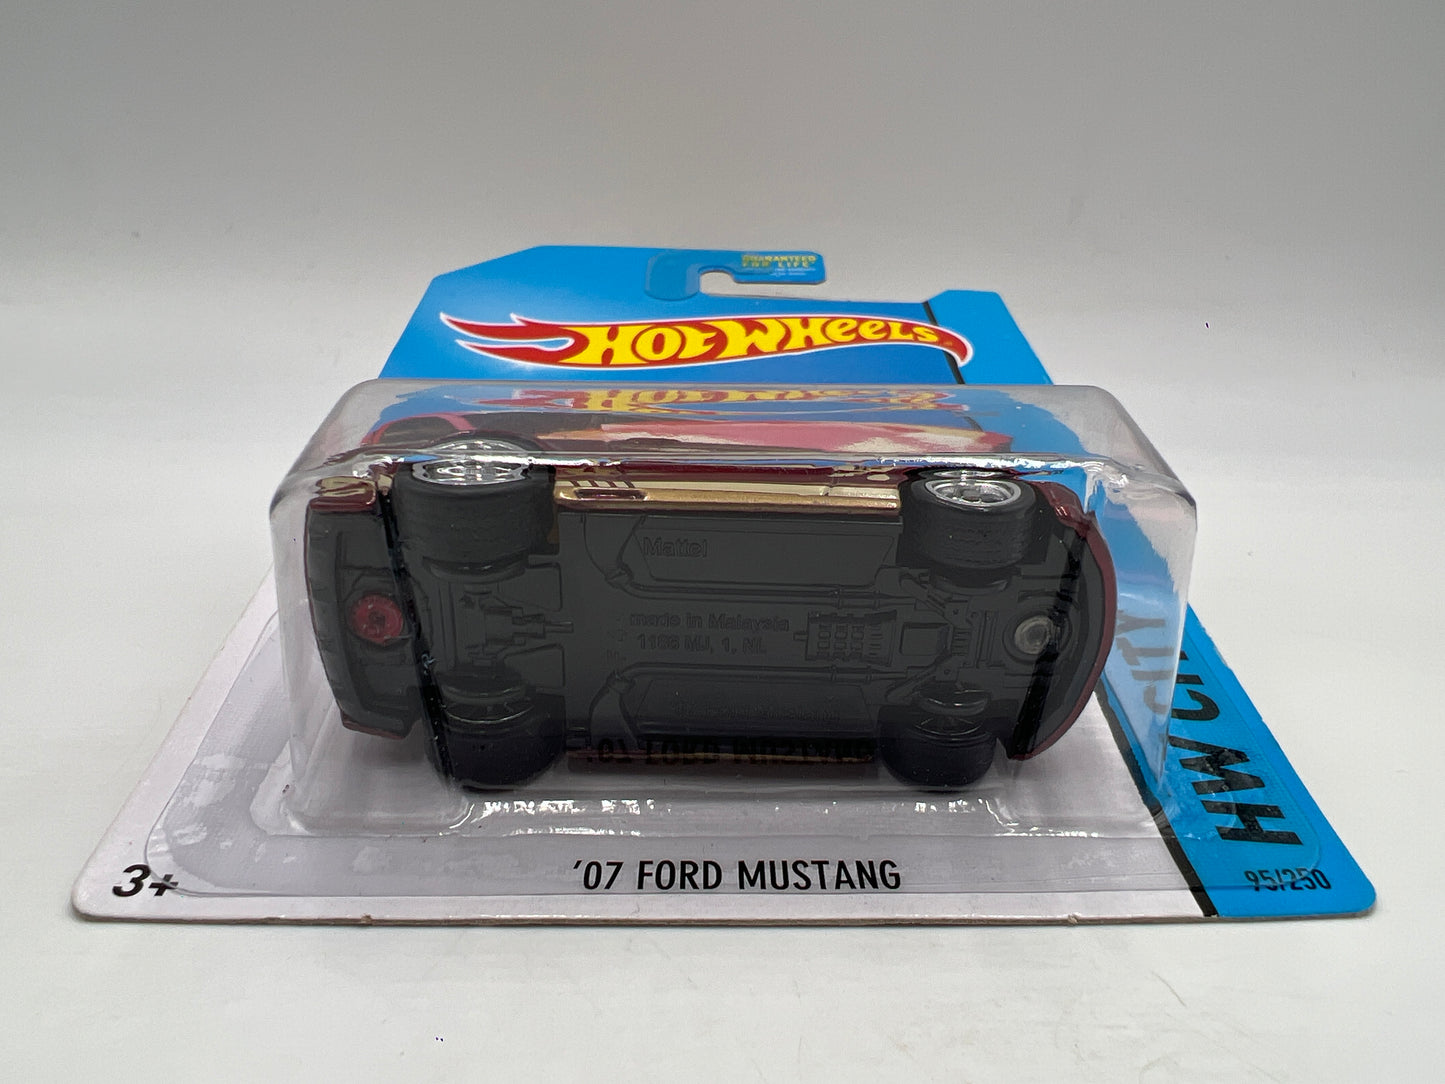 GUARANTEED
FOR LIFE
HOT WHEELS
Mattel
made in Malaysia
1186 MJ, 1, NL
HW CITY
'07 FORD MUSTANG
3+
95/250